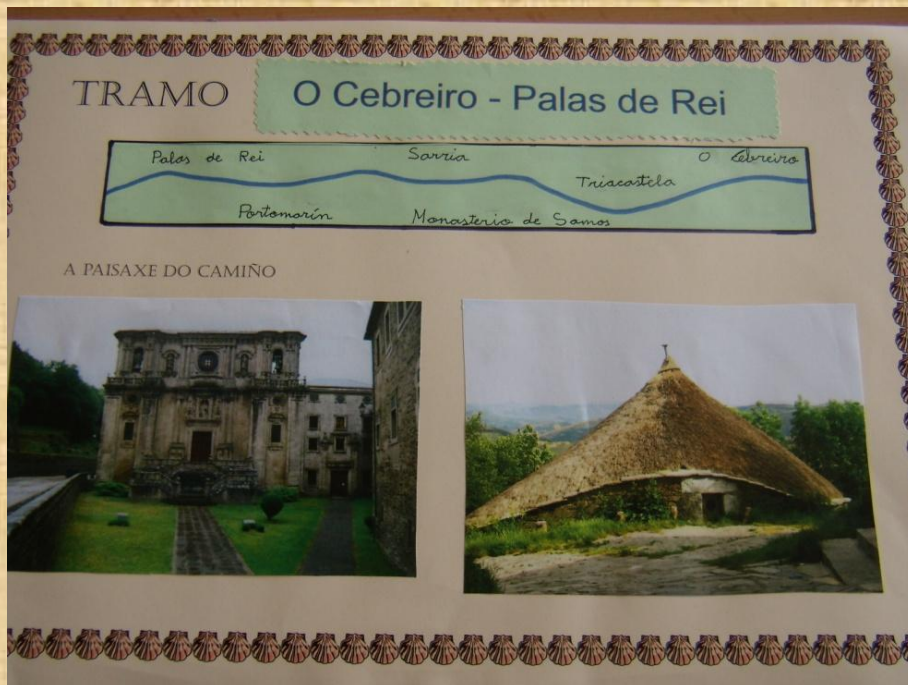 TRAMO O Cebreiro - Palas de Rei
Palas de Rei Sarria O Cebreiro
Triacastela
Portomarín Monasterio de Samos
A PAISAXE DO CAMIÑO